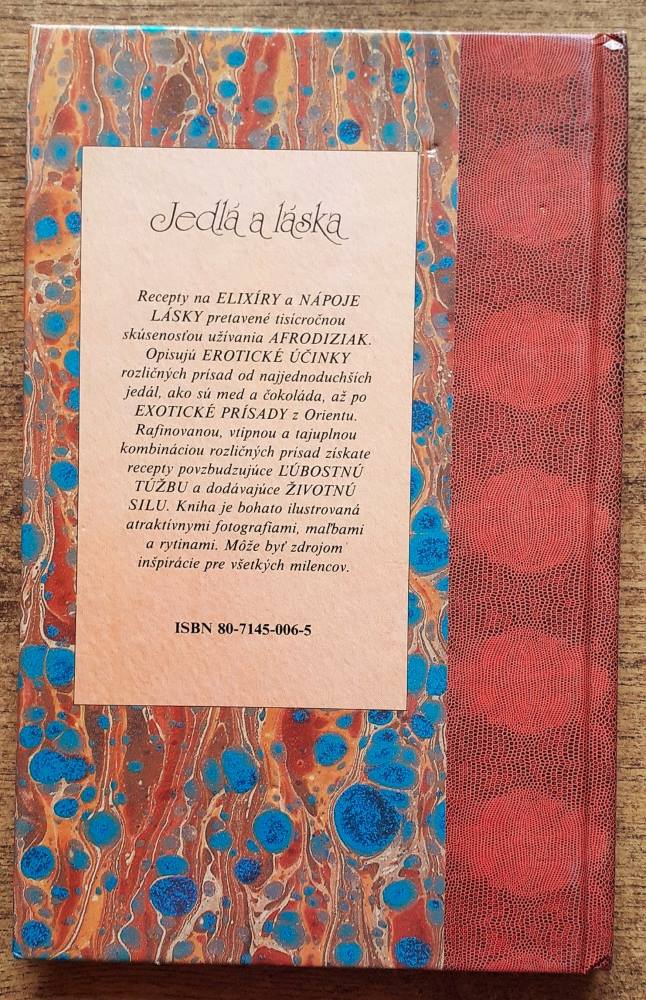 Jedlá a láska
Recepty na ELIXÍRY a NÁPOJE
LÁSKY pretavené tisícročnou
skúsenosťou užívania AFRODIZIAK.
Opisujú EROTICKÉ ÚČINKY
rozličných prísad od najjednoduchších
jedál, ako sú med a čokoláda, až po
EXOTICKÉ PRÍSADY z Orientu.
Rafinovanou, vtipnou a tajuplnou
kombináciou rozličných prísad získate
recepty povzbudzujúce ĽÚBOSTNÚ
TÚŽBU a dodávajúce ŽIVOTNÚ
SILU. Kniha je bohato ilustrovaná
atraktívnymi fotografiami, maľbami
a rytinami. Môže byť zdrojom
inšpirácie pre všetkých milencov.
ISBN 80-7145-006-5